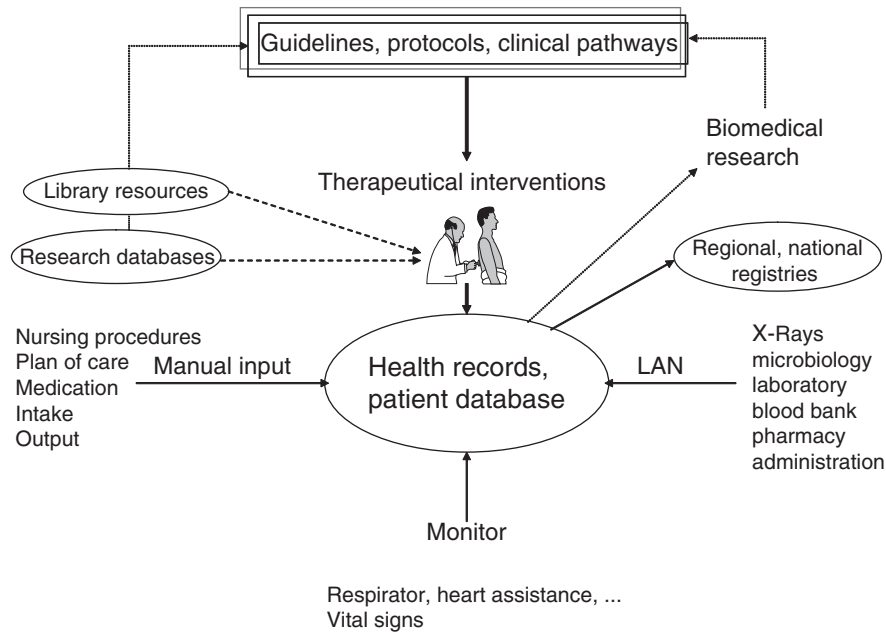 Guidelines, protocols, clinical pathways
Biomedical
research
Therapeutical interventions
Library resources
Research databases
Regional, national
registries
Nursing procedures
Plan of care
Medication
Intake
Output
Manual input
Health records,
patient database
LAN
X-Rays
microbiology
laboratory
blood bank
pharmacy
administration
Monitor
Respirator, heart assistance, ...
Vital signs